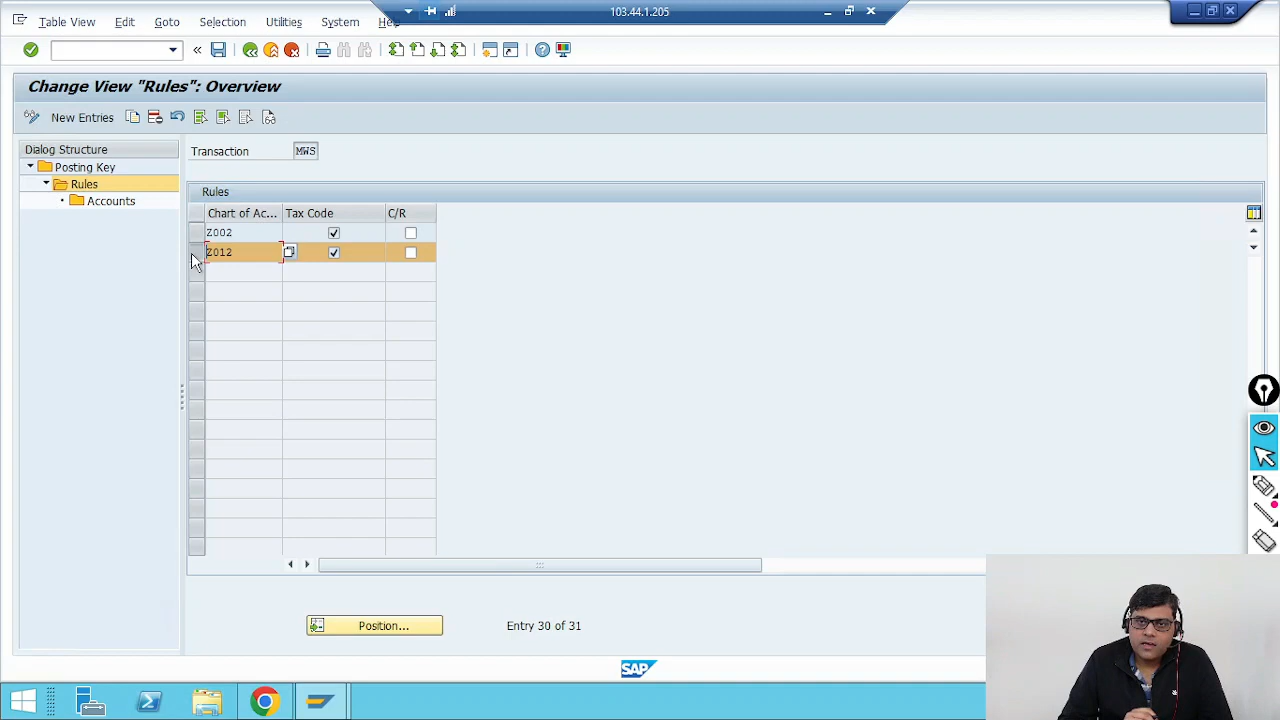 Table View Edit Goto Selection Utilities System Help
103.44.1.205
Change View "Rules": Overview
New Entries
Dialog Structure
Posting Key
Rules
Accounts
Transaction MWS
Rules
Chart of Ac... Tax Code C/R
Z002
Z012
Position... Entry 30 of 31
SAP